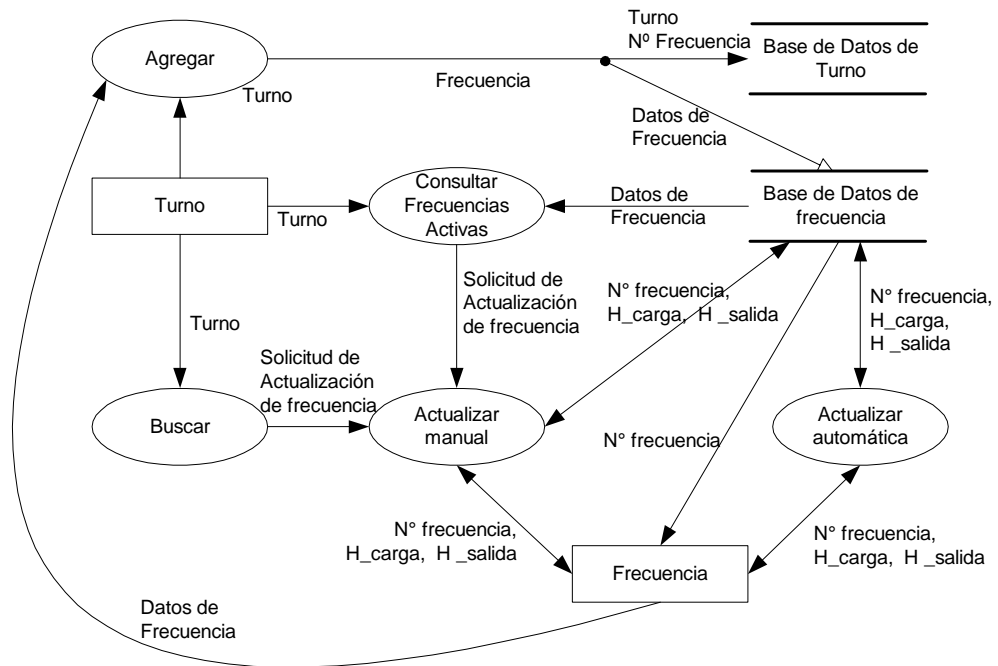 Turno
Nº Frecuencia
Base de Datos de
Turno
Agregar
Turno
Frecuencia
Datos de
Frecuencia
Turno
Turno
Consultar
Frecuencias
Activas
Datos de
Frecuencia
Base de Datos de
frecuencia
Solicitud de
Actualización
de frecuencia
N° frecuencia,
H_carga,  H _salida
N° frecuencia,
H_carga,
H _salida
Turno
Solicitud de
Actualización
de frecuencia
Buscar
Actualizar
manual
N° frecuencia
Actualizar
automática
N° frecuencia,
H_carga,  H _salida
N° frecuencia,
H_carga,  H _salida
Frecuencia
Datos de
Frecuencia